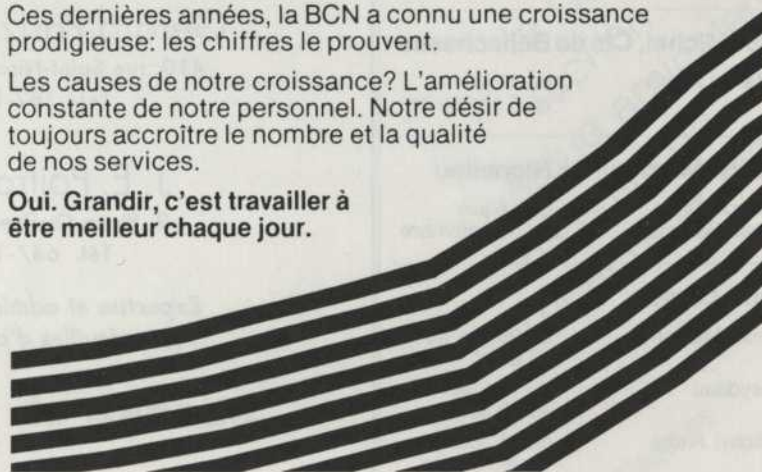 Ces dernières années, la BCN a connu une croissance
prodigieuse: les chiffres le prouvent.
Les causes de notre croissance? L'amélioration
constante de notre personnel. Notre désir de
toujours accroître le nombre et la qualité
de nos services.
Oui. Grandir, c'est travailler à
être meilleur chaque jour.